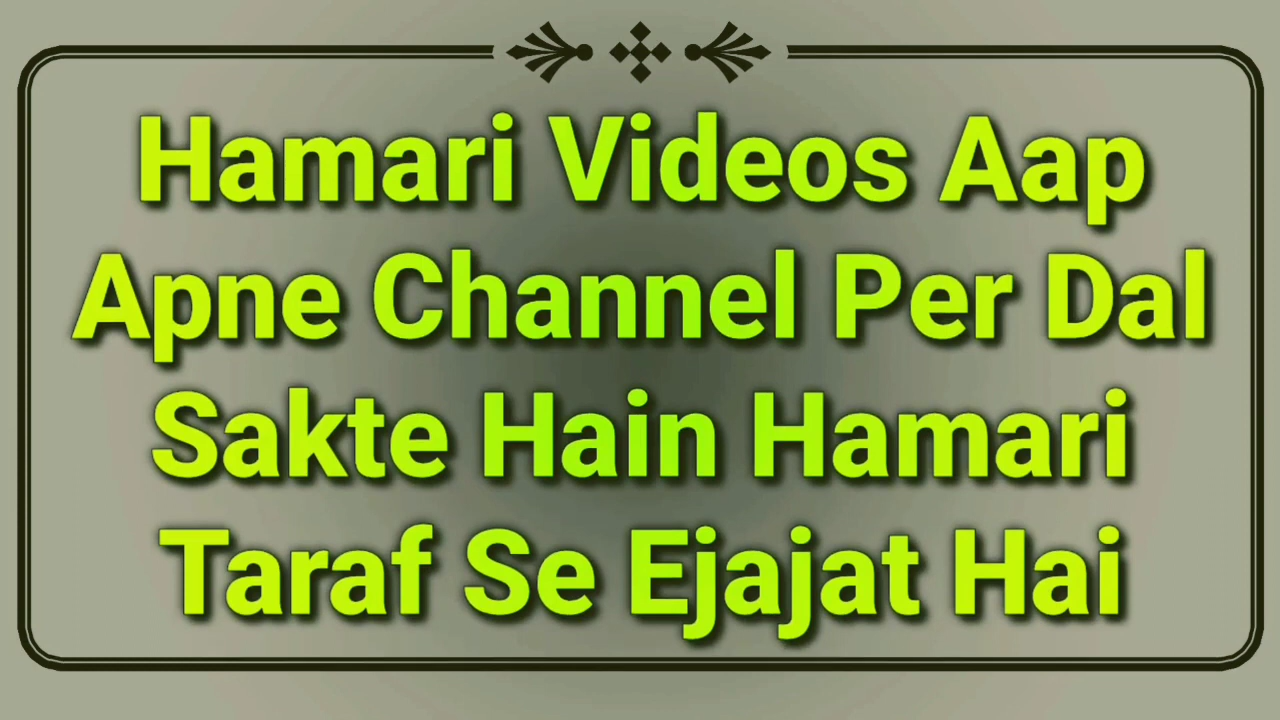 Hamari Videos Aap
Apne Channel Per Dal
Sakte Hain Hamari
Taraf Se Ejajat Hai